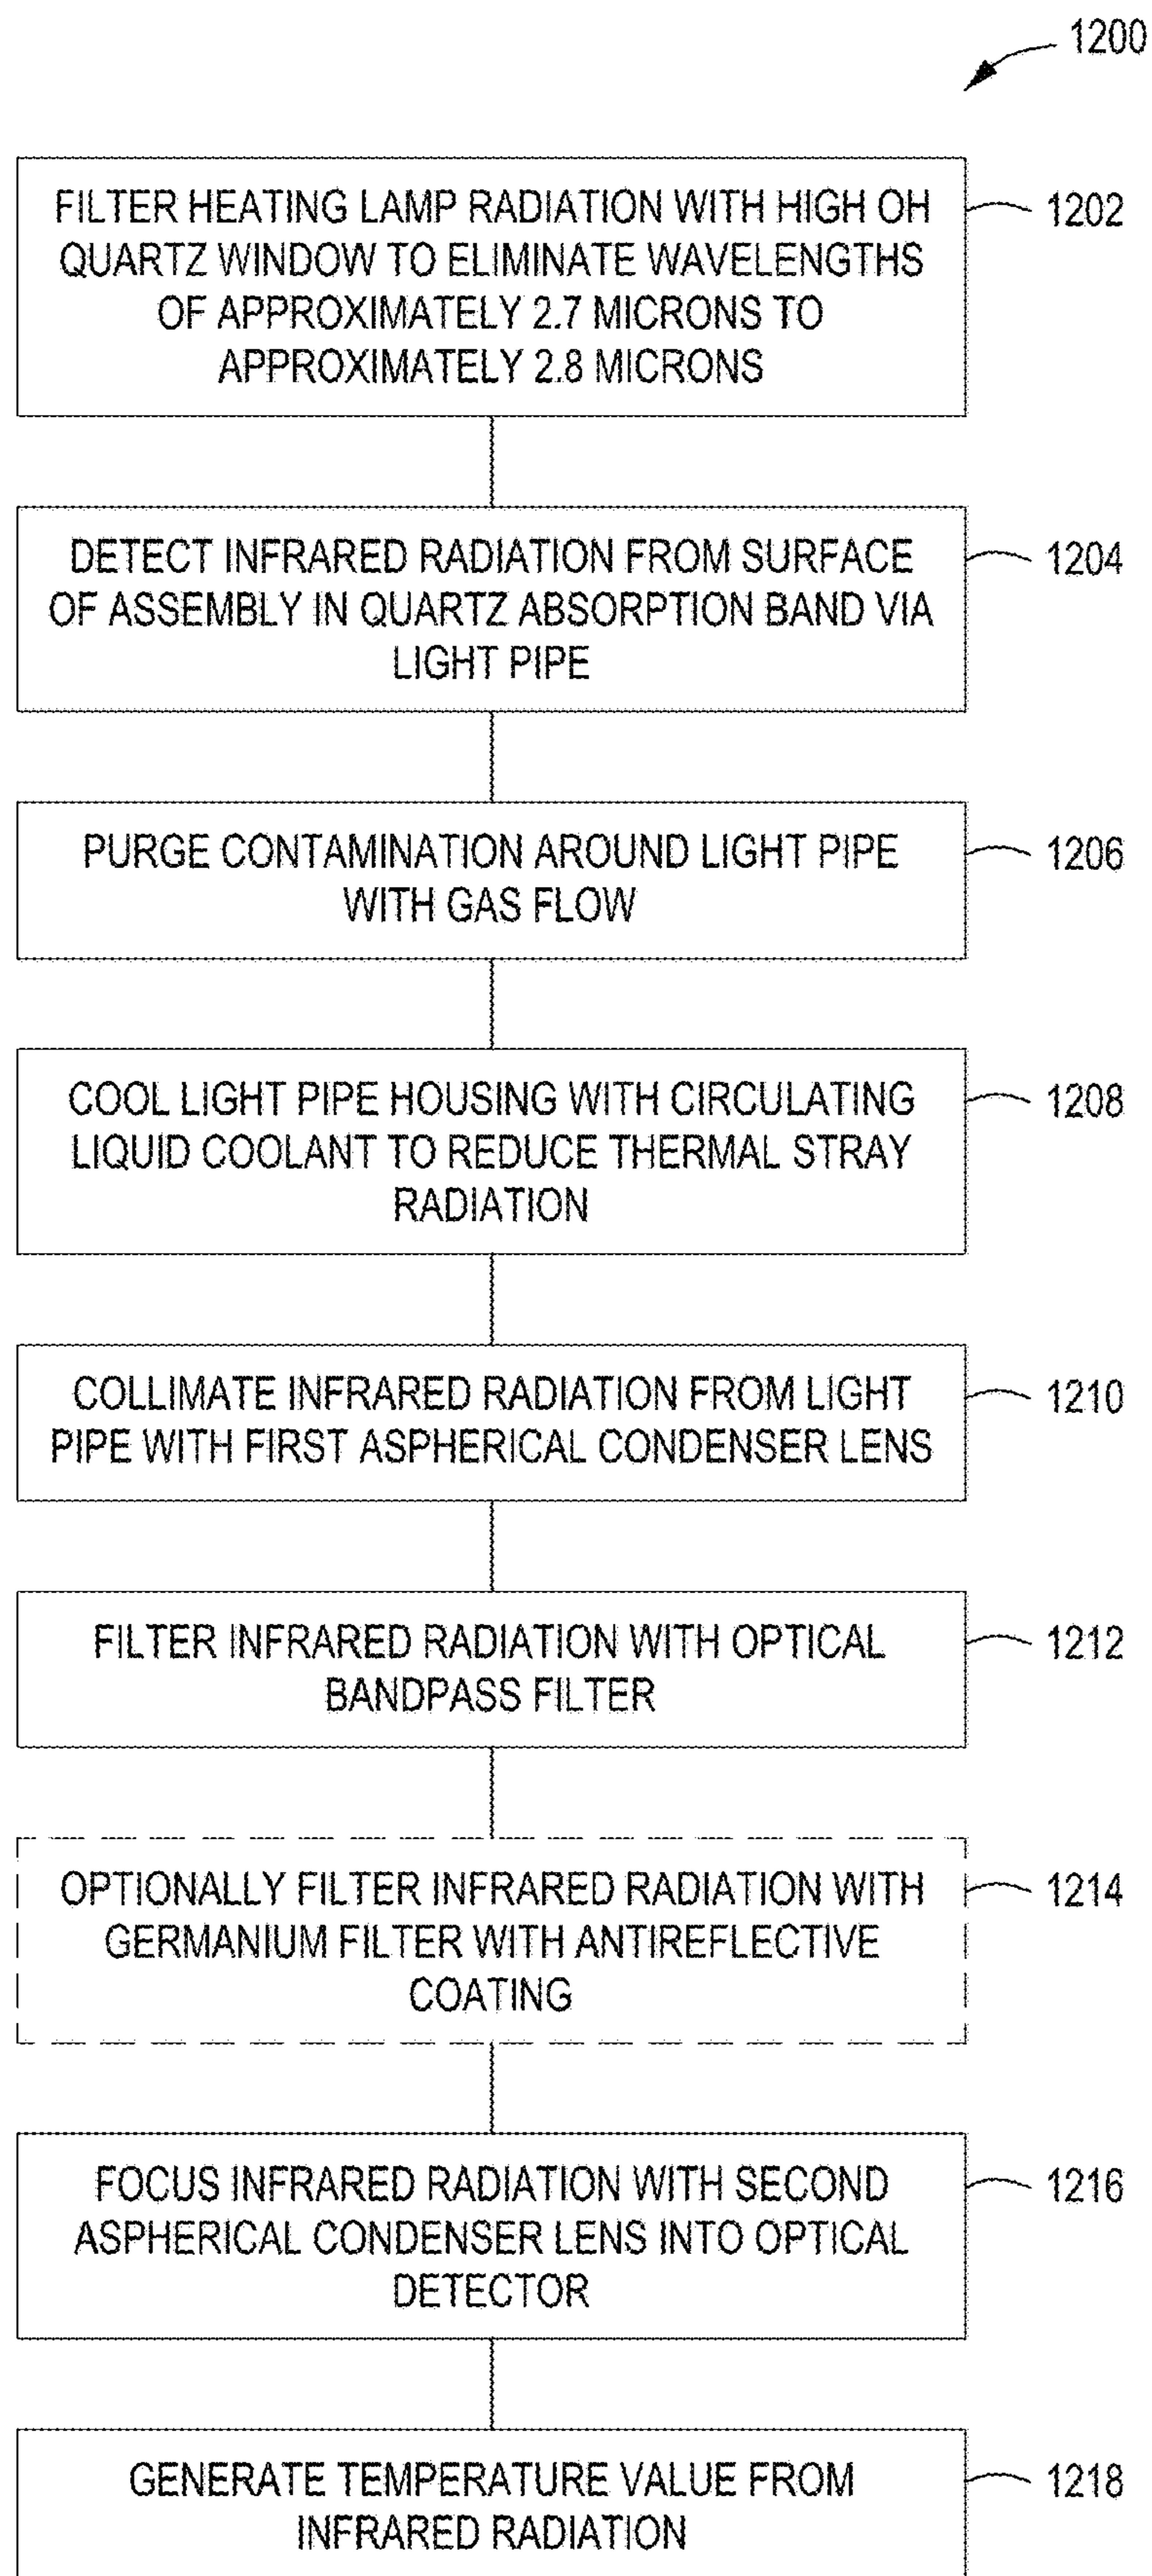 1200
FILTER HEATING LAMP RADIATION WITH HIGH OH
QUARTZ WINDOW TO ELIMINATE WAVELENGTHS
OF APPROXIMATELY 2.7 MICRONS TO
APPROXIMATELY 2.8 MICRONS
1202
DETECT INFRARED RADIATION FROM SURFACE
OF ASSEMBLY IN QUARTZ ABSORPTION BAND VIA
LIGHT PIPE
1204
PURGE CONTAMINATION AROUND LIGHT PIPE
WITH GAS FLOW
1206
COOL LIGHT PIPE HOUSING WITH CIRCULATING
LIQUID COOLANT TO REDUCE THERMAL STRAY
RADIATION
1208
COLLIMATE INFRARED RADIATION FROM LIGHT
PIPE WITH FIRST ASPHERICAL CONDENSER LENS
1210
FILTER INFRARED RADIATION WITH OPTICAL
BANDPASS FILTER
1212
OPTIONALLY FILTER INFRARED RADIATION WITH
GERMANIUM FILTER WITH ANTIREFLECTIVE
COATING
1214
FOCUS INFRARED RADIATION WITH SECOND
ASPHERICAL CONDENSER LENS INTO OPTICAL
DETECTOR
1216
GENERATE TEMPERATURE VALUE FROM
INFRARED RADIATION
1218